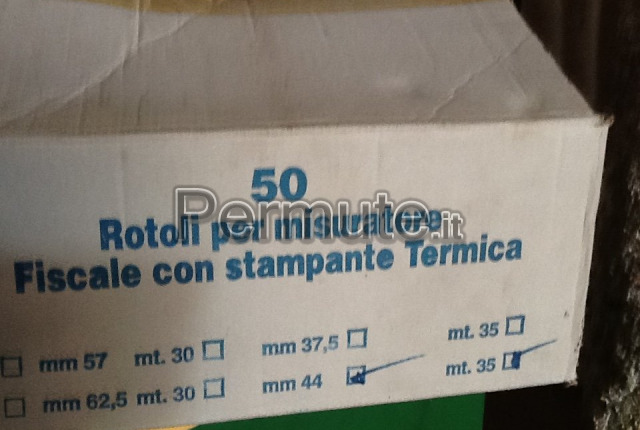 50
Permute.it
Rotoli per misuratore
Fiscale con stampante Termica
mm 57 mt. 30 mm 37,5 mt. 35
mm 62,5 mt. 30 mm 44 mt. 35